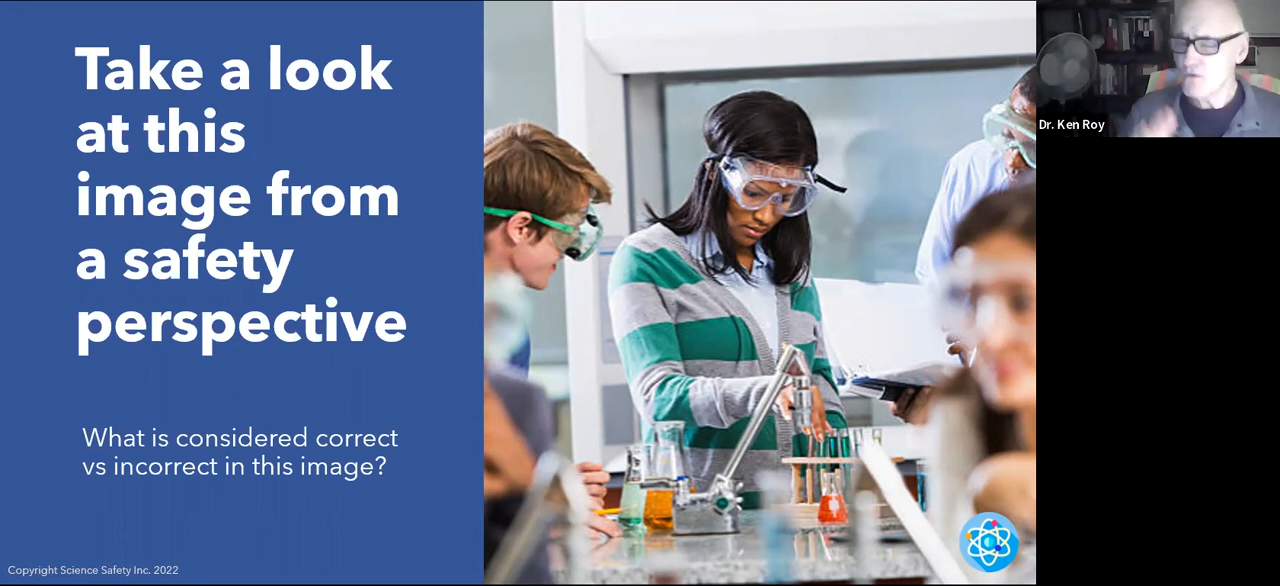 Take a look
at this
image from
a safety
perspective
What is considered correct
vs incorrect in this image?
Copyright Science Safety Inc. 2022
Dr. Ken Roy